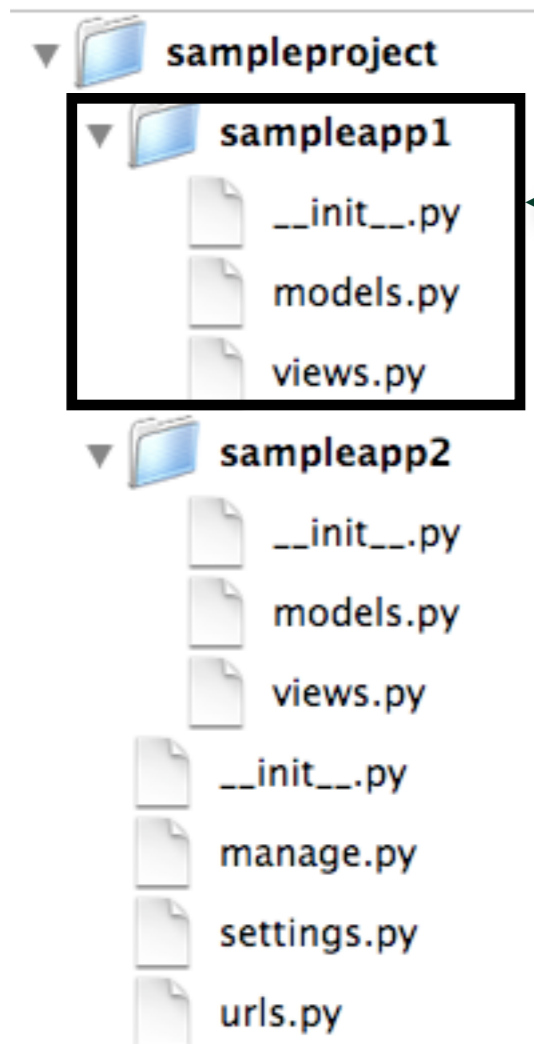 sampleproject
sampleapp1
__init__.py
models.py
views.py
sampleapp2
__init__.py
models.py
views.py
__init__.py
manage.py
settings.py
urls.py